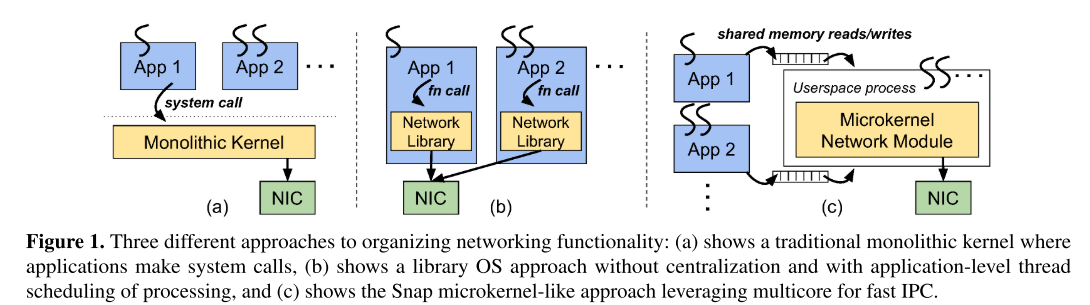 App 1
App 2
...
system call
Monolithic Kernel
NIC
(a)
App 1
App 2
...
fn call
fn call
Network
Library
Network
Library
NIC
(b)
shared memory reads/writes
App 1
...
Userspace process
Microkernel
Network Module
App 2
...
NIC
(c)
Figure 1. Three different approaches to organizing networking functionality: (a) shows a traditional monolithic kernel where
applications make system calls, (b) shows a library OS approach without centralization and with application-level thread
scheduling of processing, and (c) shows the Snap microkernel-like approach leveraging multicore for fast IPC.